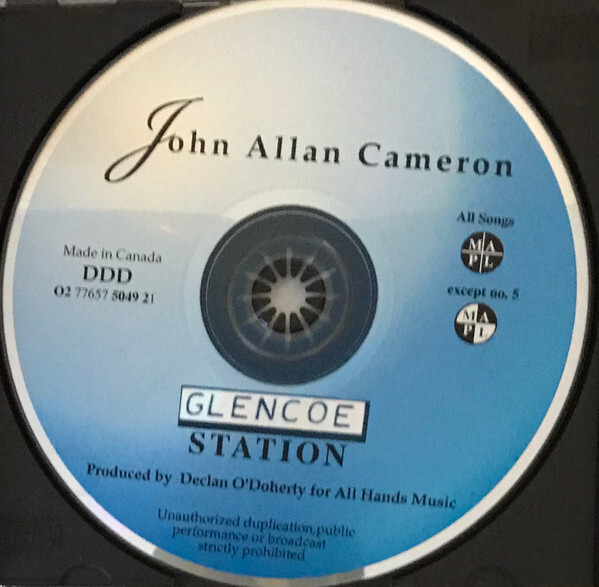 John Allan Cameron
All Songs
M A
P L
Made in Canada
DDD
O2 77657 5049 21
except no. 5
M A
P L
GLENCOE
STATION
Produced by Declan O'Doherty for All Hands Music
Unauthorized duplication,public
performance or broadcast
strictly prohibited